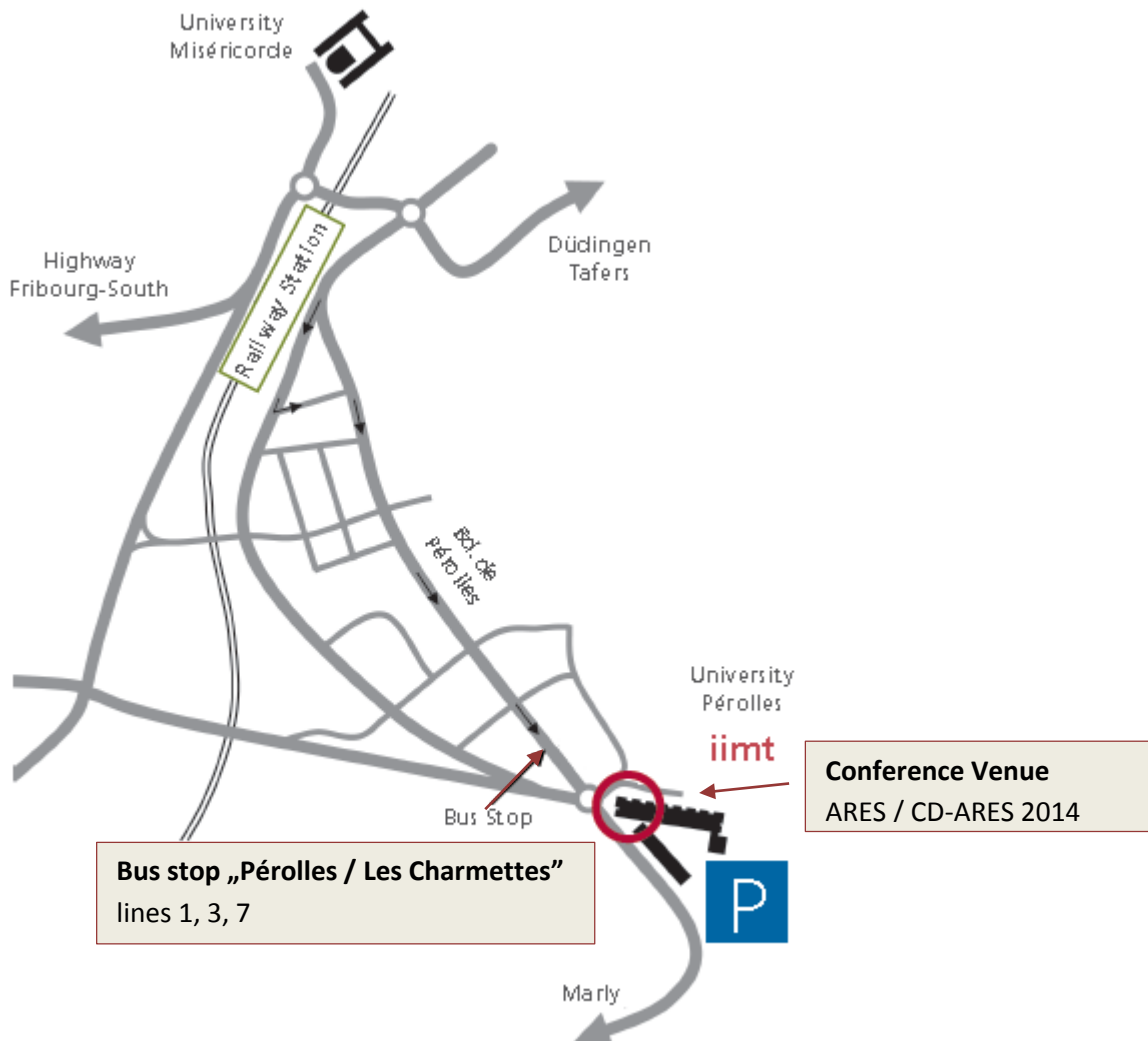 University
Miséricorde
Düdingen
Tafers
Highway
Fribourg-South
Railway Station
Bd. de
Pérolles
University
Pérolles
iimt
Conference Venue
ARES / CD-ARES 2014
Bus Stop
Bus stop „Pérolles / Les Charmettes”
lines 1, 3, 7
P
Marly